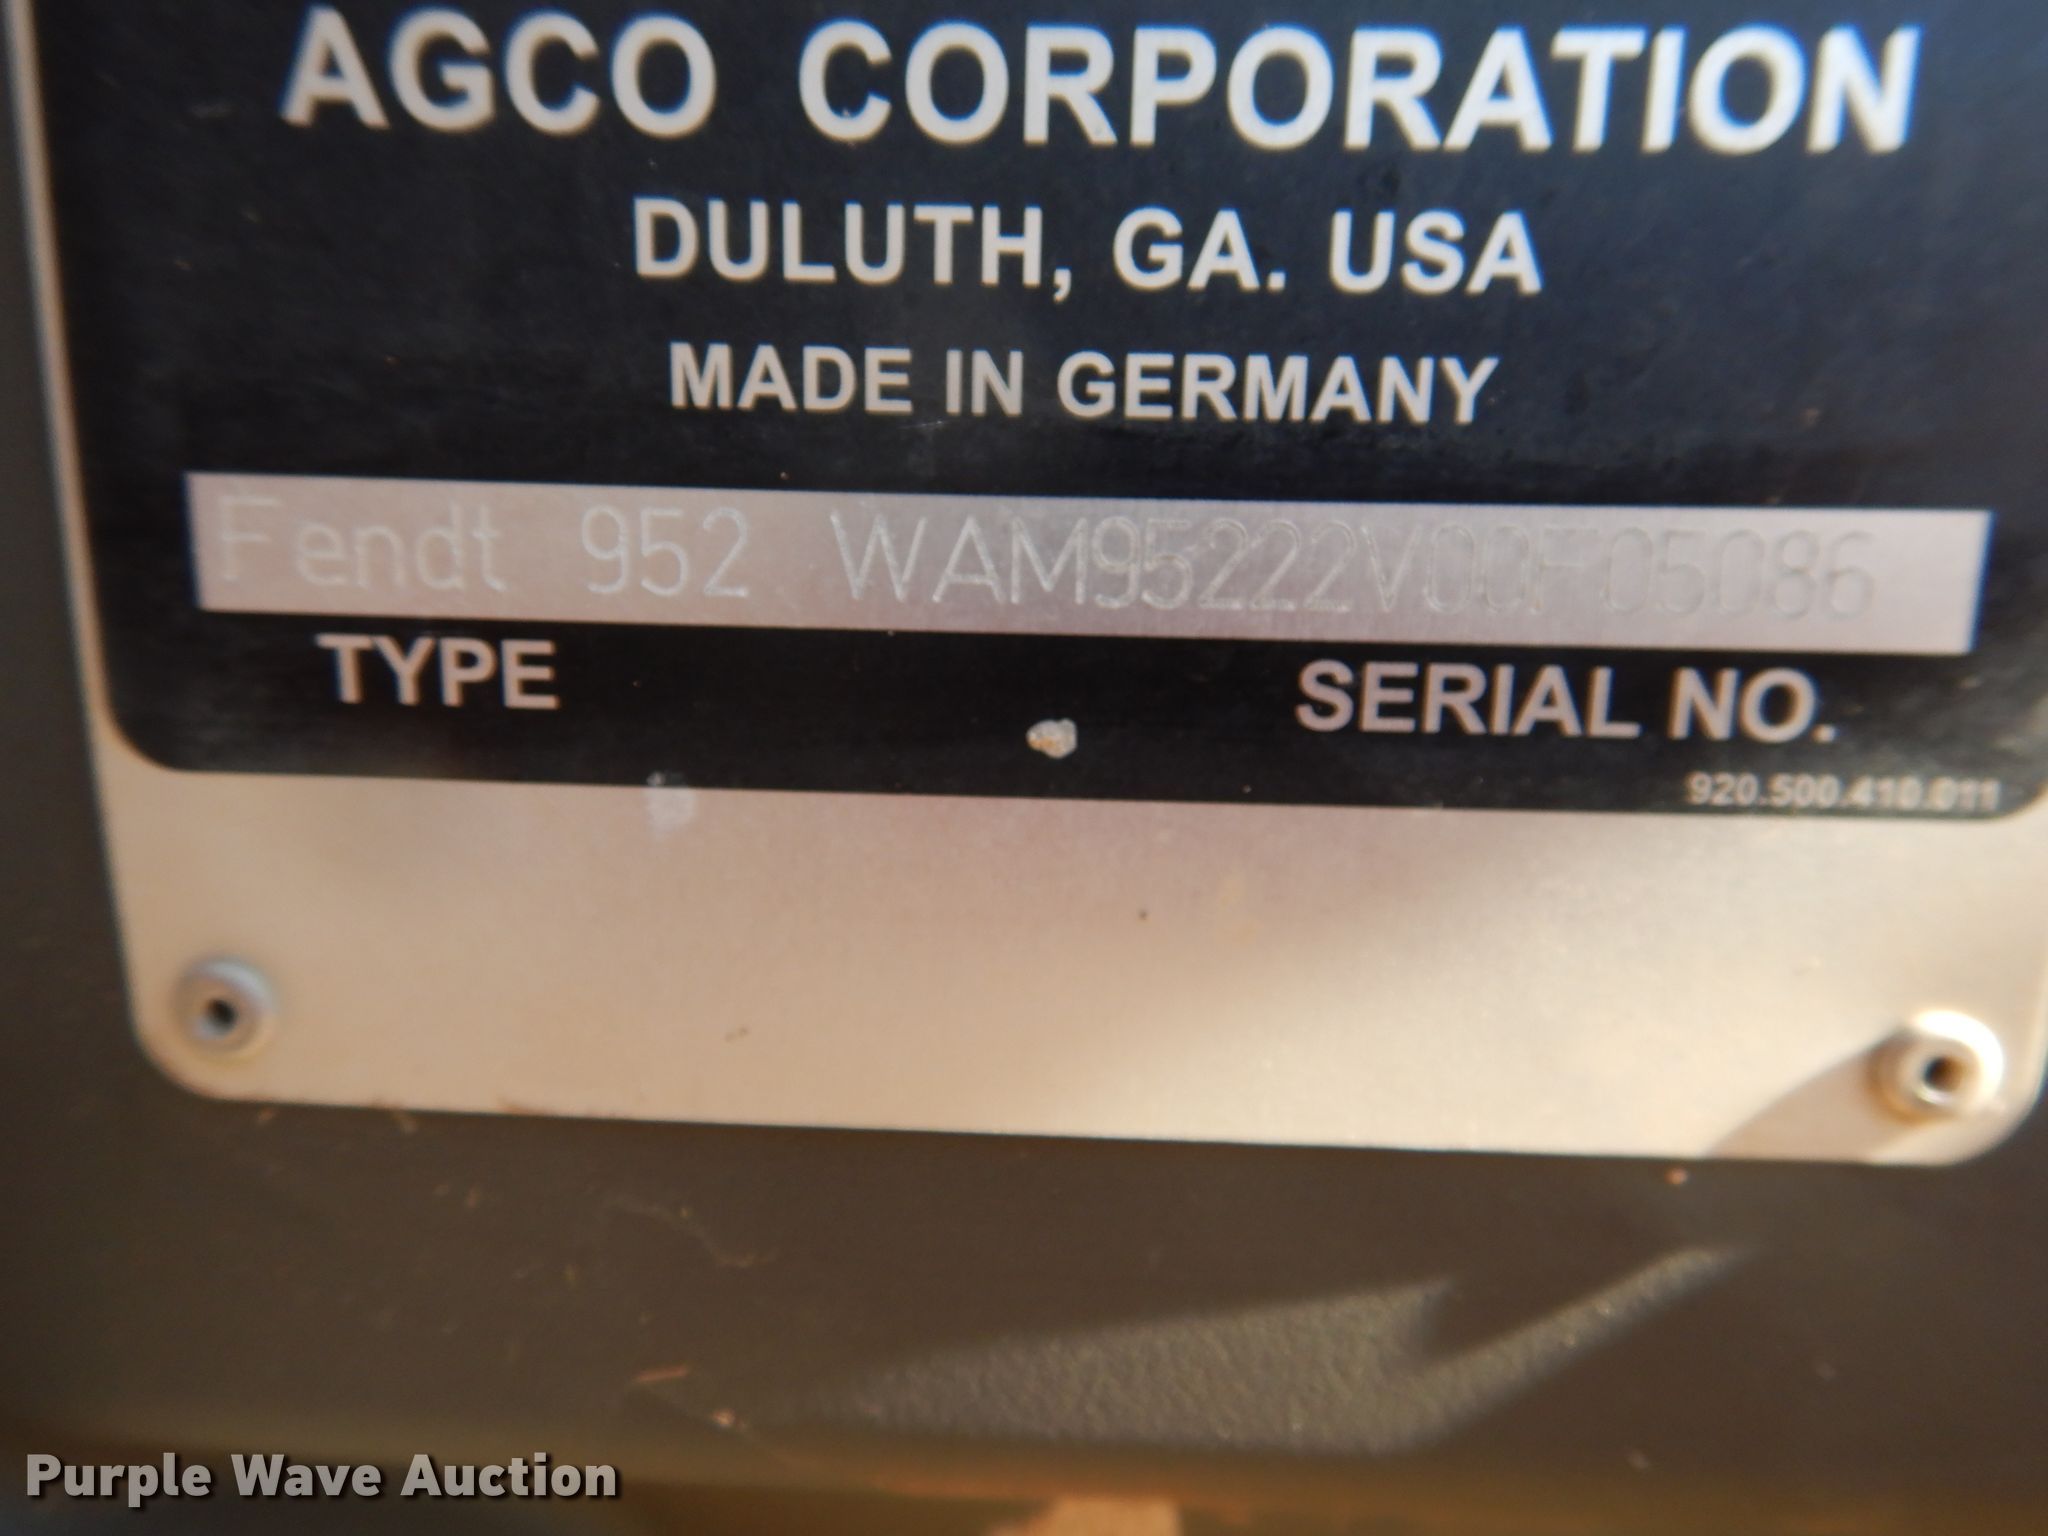 AGCO CORPORATION
DULUTH, GA. USA
MADE IN GERMANY
Fendt 952 WAM95222V00F05086
TYPE SERIAL NO.
920.500.410.011
Purple Wave Auction